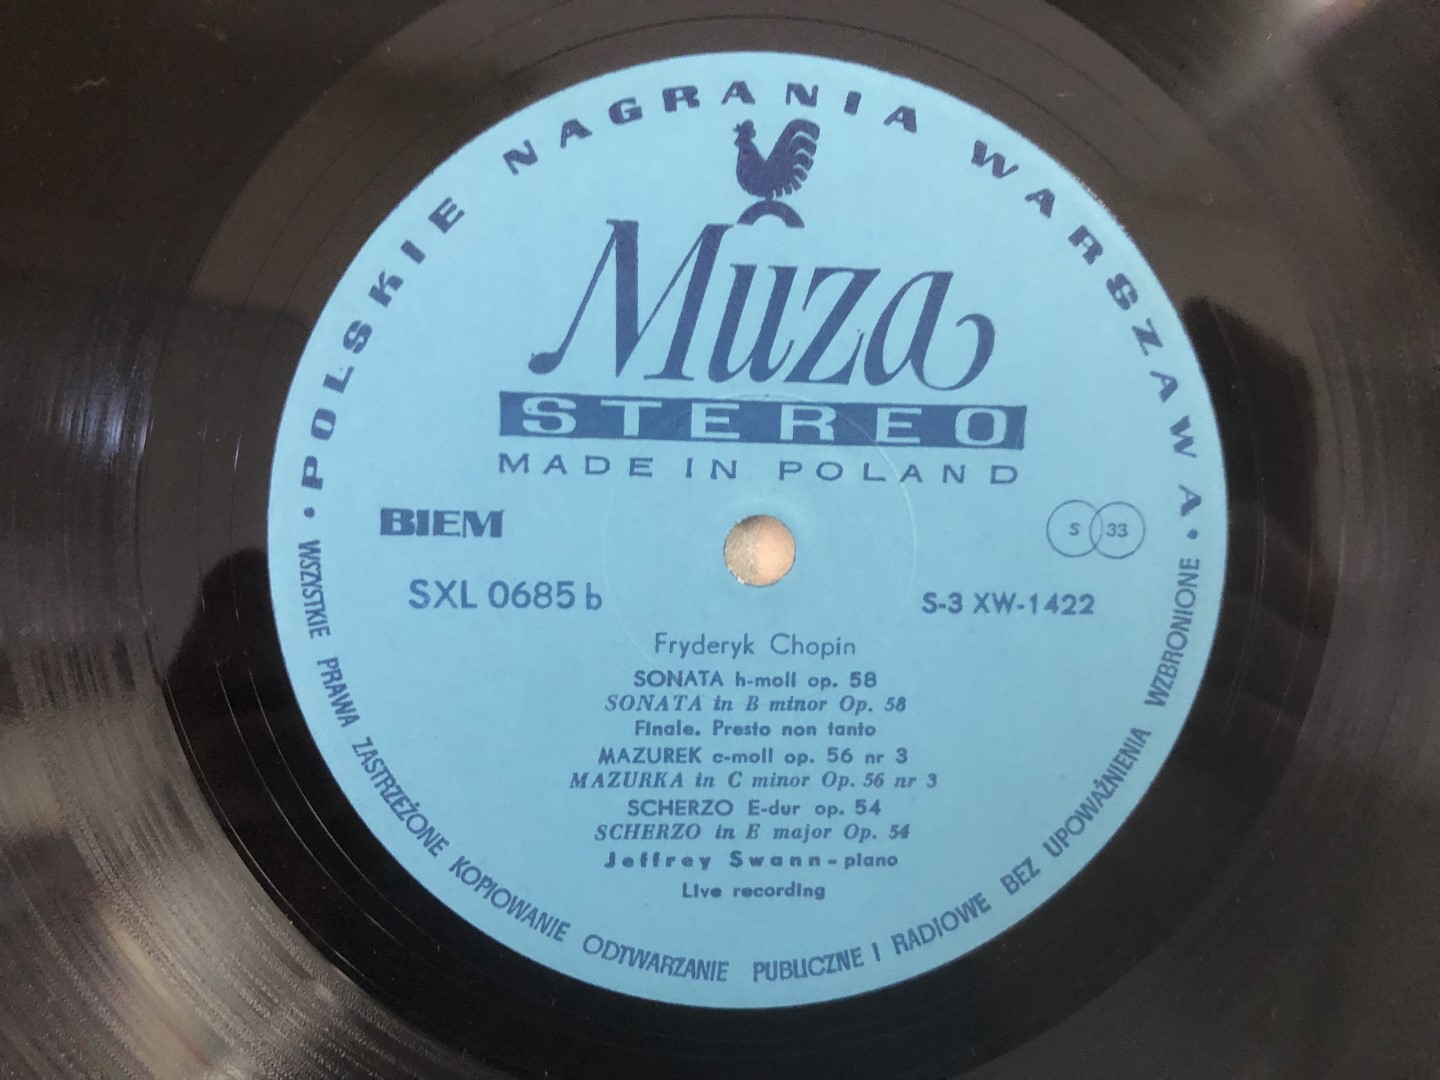 • POLSKIE NAGRANIA WARSZAWA •
Muza
STEREO
MADE IN POLAND
BIEM
S 33
SXL 0685 b
S-3 XW-1422
Fryderyk Chopin
SONATA h-moll op. 58
SONATA in B minor Op. 58
Finale. Presto non tanto
MAZUREK c-moll op. 56 nr 3
MAZURKA in C minor Op. 56 nr 3
SCHERZO E-dur op. 54
SCHERZO in E major Op. 54
Jeffrey Swann - piano
Live recording
WSZYSTKIE PRAWA ZASTRZEŻONE KOPIOWANIE ODTWARZANIE PUBLICZNE I RADIOWE BEZ UPOWAŻNIENIA WZBRONIONE